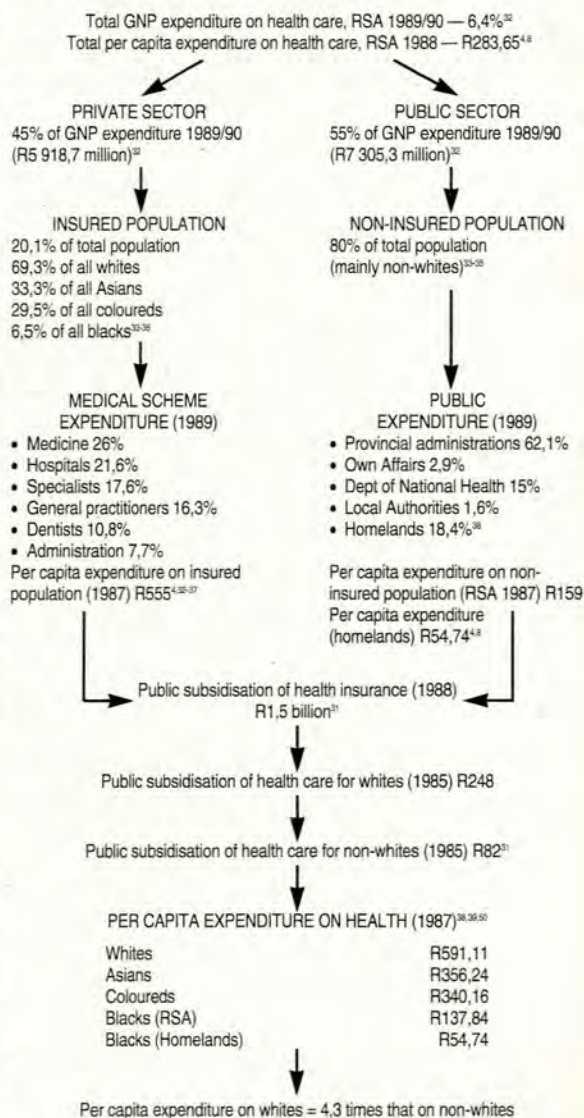 Total GNP expenditure on health care, RSA 1989/90 — 6,4%³²
Total per capita expenditure on health care, RSA 1988 — R283,65⁴,⁸
PRIVATE SECTOR
45% of GNP expenditure 1989/90
(R5 918,7 million)³²
INSURED POPULATION
20,1% of total population
69,3% of all whites
33,3% of all Asians
29,5% of all coloureds
6,5% of all blacks³³⁻³⁶
MEDICAL SCHEME
EXPENDITURE (1989)
• Medicine 26%
• Hospitals 21,6%
• Specialists 17,6%
• General practitioners 16,3%
• Dentists 10,8%
• Administration 7,7%
Per capita expenditure on insured
population (1987) R555⁴,³²⁻³⁷
PUBLIC SECTOR
55% of GNP expenditure 1989/90
(R7 305,3 million)³²
NON-INSURED POPULATION
80% of total population
(mainly non-whites)³³⁻³⁵
PUBLIC
EXPENDITURE (1989)
• Provincial administrations 62,1%
• Own Affairs 2,9%
• Dept of National Health 15%
• Local Authorities 1,6%
• Homelands 18,4%³⁸
Per capita expenditure on non-
insured population (RSA 1987) R159
Per capita expenditure
(homelands) R54,74⁴,⁸
Public subsidisation of health insurance (1988)
R1,5 billion³¹
Public subsidisation of health care for whites (1985) R248
Public subsidisation of health care for non-whites (1985) R82³¹
PER CAPITA EXPENDITURE ON HEALTH (1987)³⁸,³⁹,⁵⁰
Whites R591,11
Asians R356,24
Coloureds R340,16
Blacks (RSA) R137,84
Blacks (Homelands) R54,74
Per capita expenditure on whites = 4,3 times that on non-whites